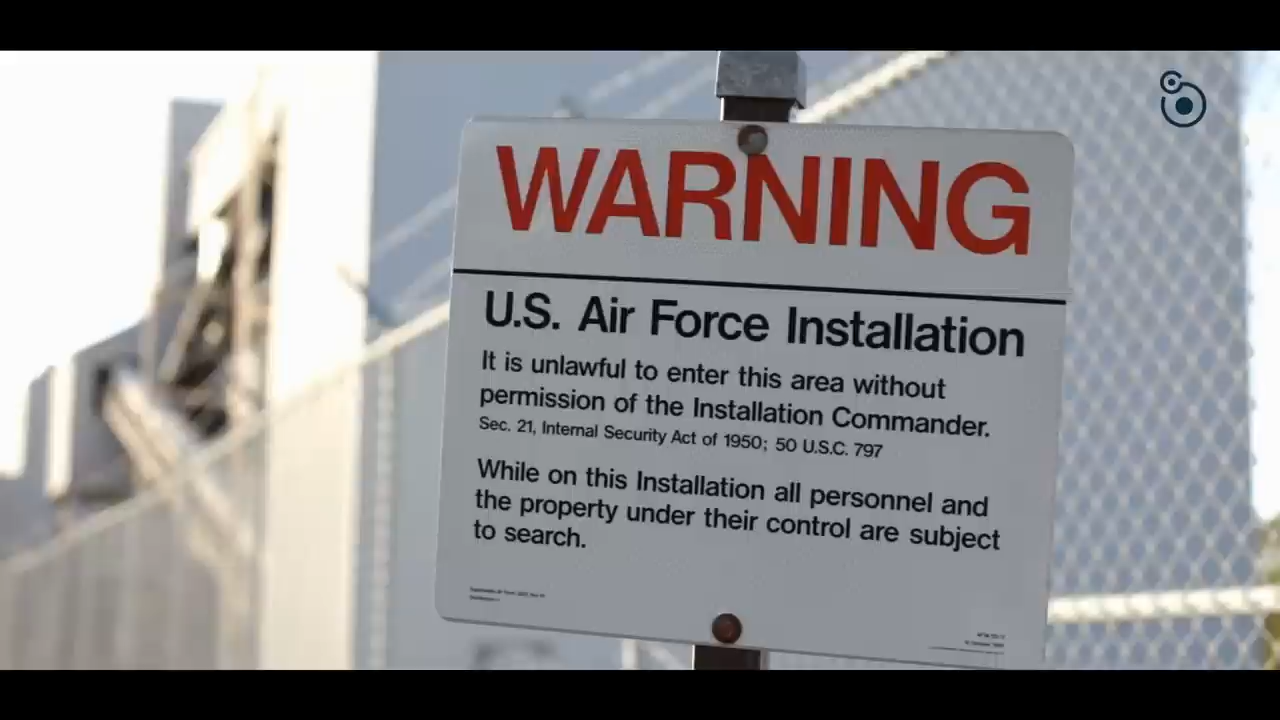 WARNING
U.S. Air Force Installation
It is unlawful to enter this area without
permission of the Installation Commander.
Sec. 21, Internal Security Act of 1950; 50 U.S.C. 797
While on this Installation all personnel and
the property under their control are subject
to search.